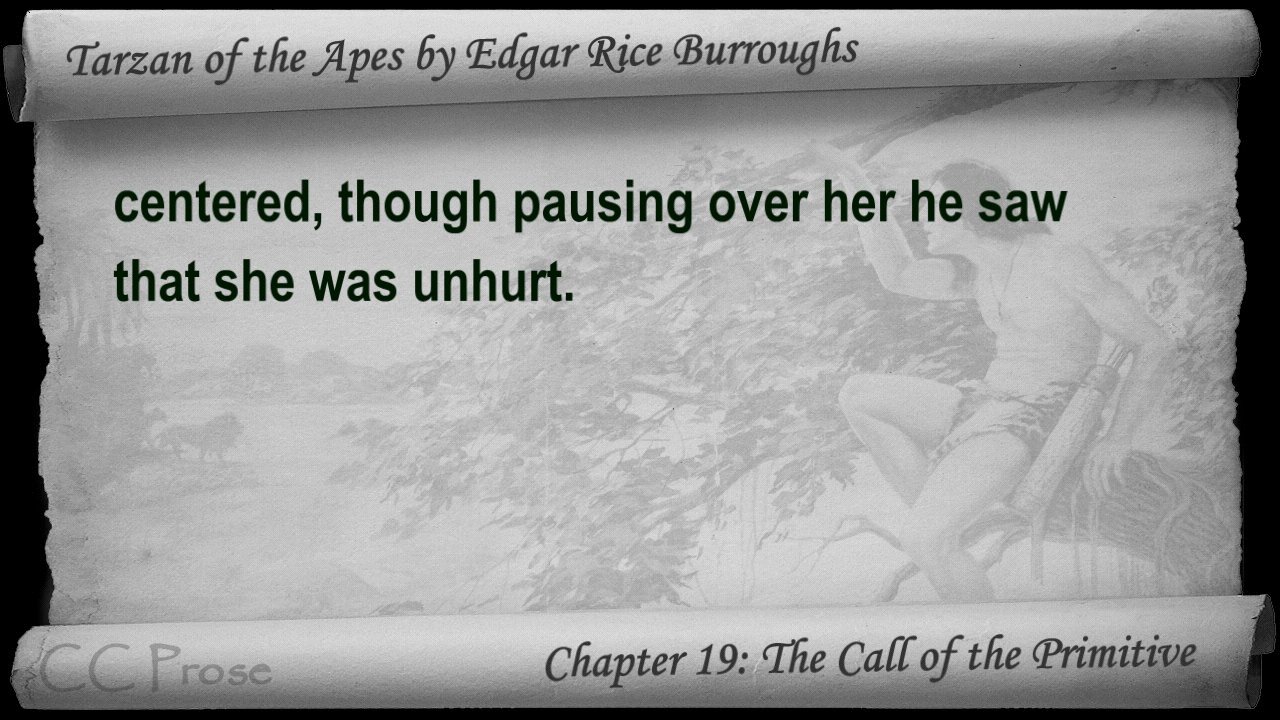 Tarzan of the Apes by Edgar Rice Burroughs
centered, though pausing over her he saw
that she was unhurt.
CC Prose
Chapter 19: The Call of the Primitive